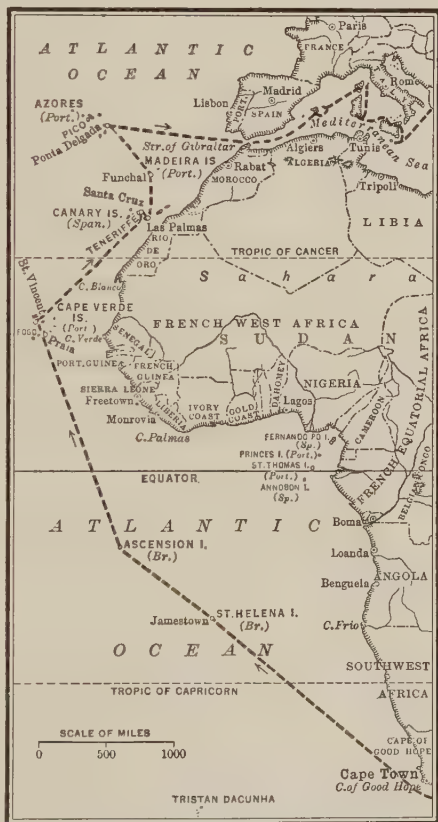 Paris
ATLANTIC
OCEAN
FRANCE
Rome
AZORES
(Port.)
PICO
Ponta Delgada
Lisbon
PORT.
Madrid
SPAIN
Mediterranean Sea
Str. of Gibraltar
MADEIRA IS
(Port.)
Algiers
ALGERIA
Tunis
Funchal
Rabat
MOROCCO
Tripoli
Santa Cruz
CANARY IS.
(Span.)
TENERIFFE
Las Palmas
LIBIA
RIO
DE
ORO
TROPIC OF CANCER
Sahara
St. Vincent
C. Blanco
CAPE VERDE
IS.
(Port)
C. Verde
FOGO
Praia
FRENCH WEST AFRICA
SUDAN
SENEGAL
PORT. GUINEA
FRENCH
GUINEA
SIERRA LEONE
Freetown
Monrovia
LIBERIA
IVORY
COAST
GOLD
COAST
DAHOMEY
NIGERIA
Lagos
CAMEROON
FRENCH EQUATORIAL AFRICA
C. Palmas
FERNANDO PO I.
(Sp.)
PRINCES I. (Port.)
ST. THOMAS I.
(Port.)
ANNOBON I.
(Sp.)
EQUATOR
BELGIAN CONGO
ATLANTIC
Boma
ASCENSION I.
(Br.)
Loanda
Benguela
ANGOLA
Jamestown
ST. HELENA I.
(Br.)
C. Frio
OCEAN
SOUTHWEST
AFRICA
TROPIC OF CAPRICORN
SCALE OF MILES
0 500 1000
CAPE OF
GOOD HOPE
Cape Town
C. of Good Hope
TRISTAN DACUNHA